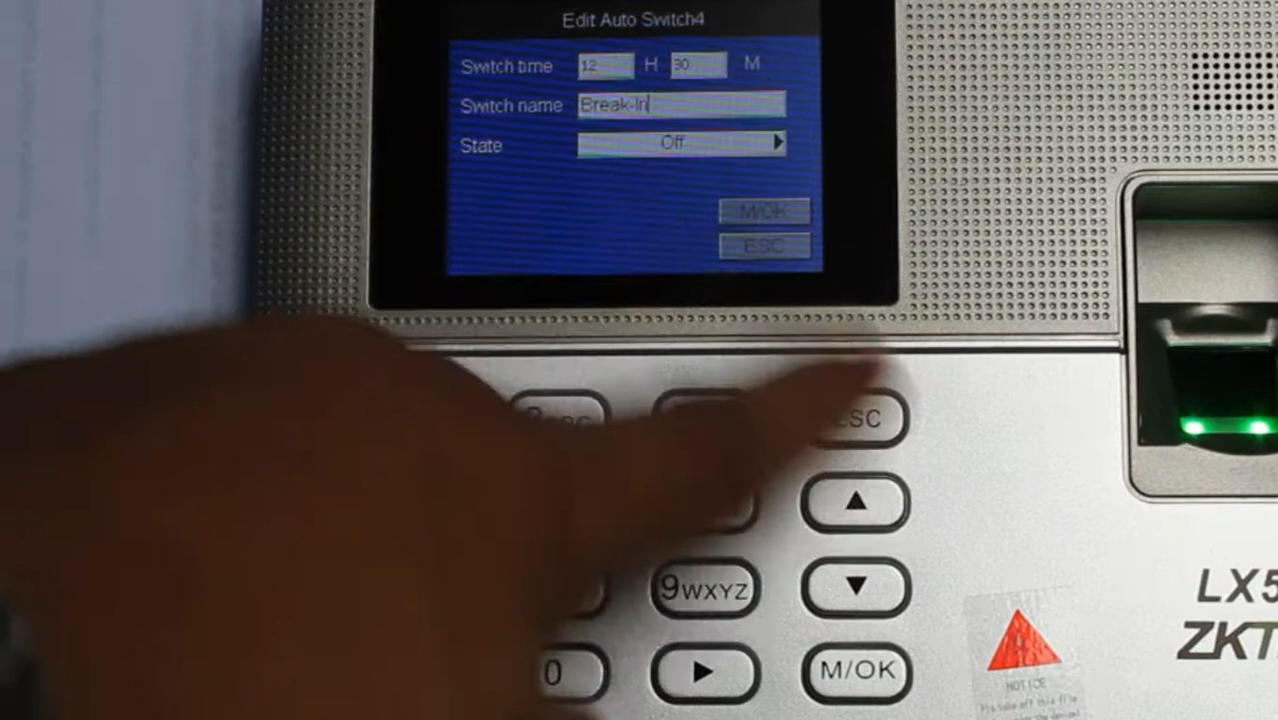 Edit Auto Switch4
Switch time 12 H 30 M
Switch name Break-In
State Off
M/OK
ESC
ESC
9WXYZ
0
M/OK
LX5
ZKT
NOTICE